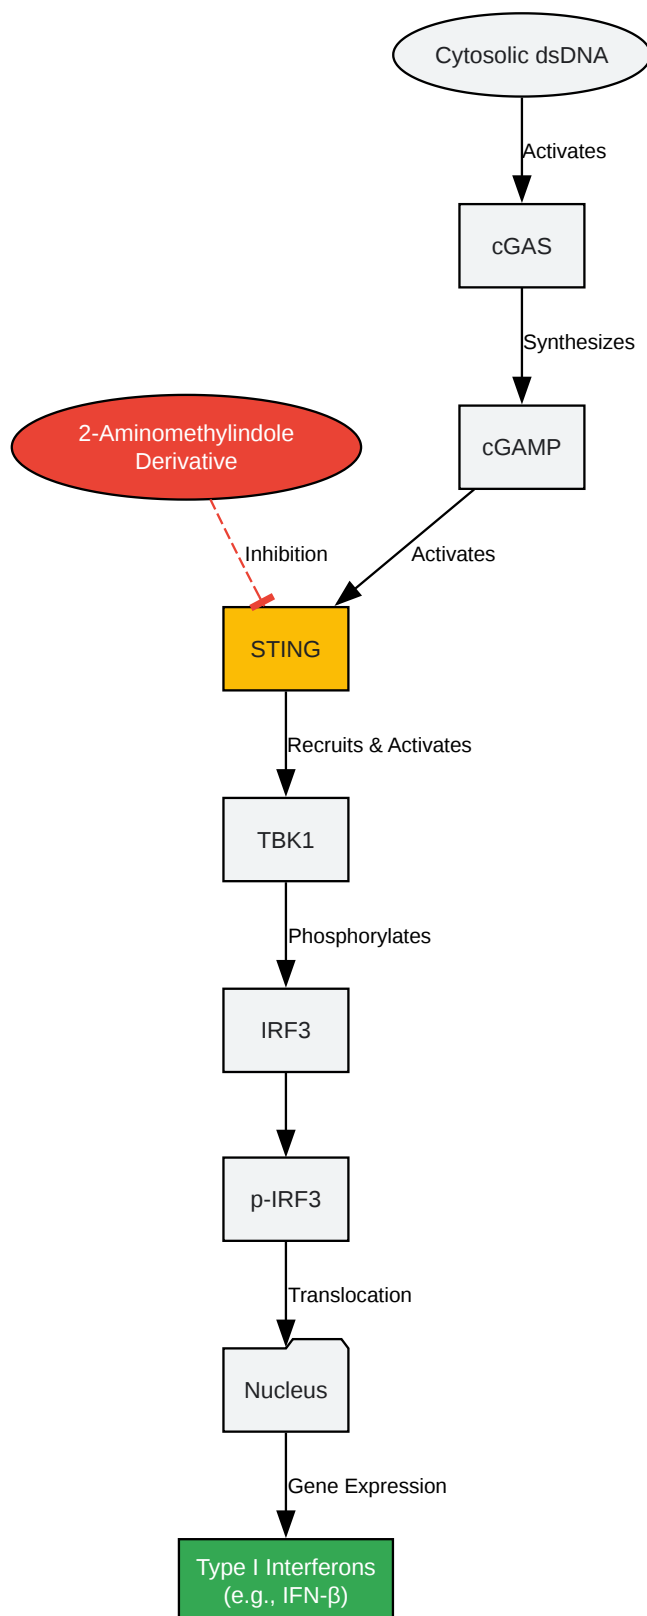 Cytosolic dsDNA
Activates
cGAS
Synthesizes
2-Aminomethylindole
Derivative
cGAMP
Inhibition
Activates
STING
Recruits & Activates
TBK1
Phosphorylates
IRF3
p-IRF3
Translocation
Nucleus
Gene Expression
Type I Interferons
(e.g., IFN-β)